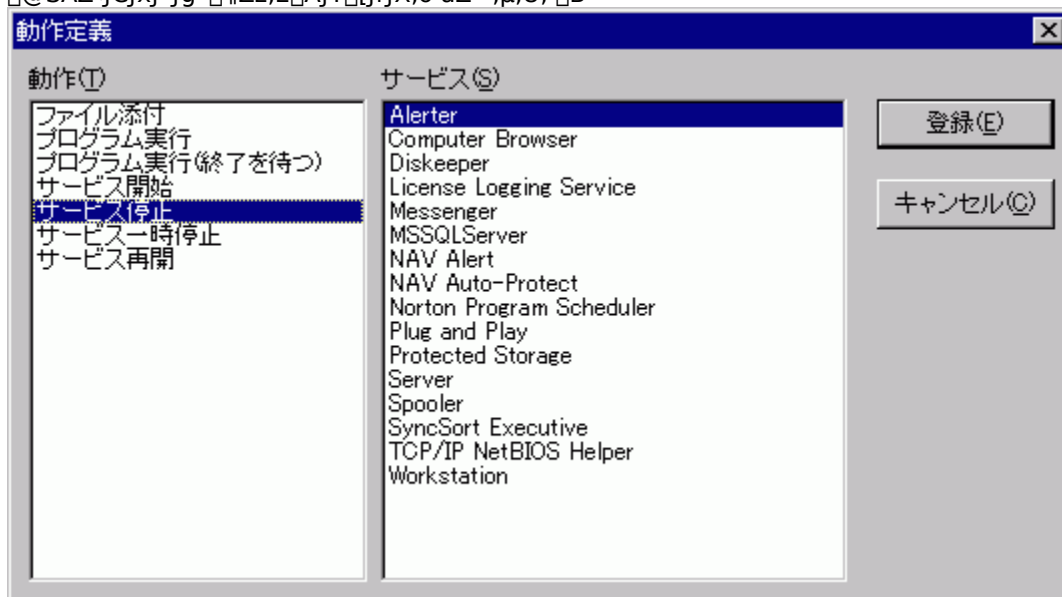 動作定義
動作(T)
サービス(S)
ファイル添付
プログラム実行
プログラム実行(終了を待つ)
サービス開始
サービス停止
サービス一時停止
サービス再開
Alerter
Computer Browser
Diskeeper
License Logging Service
Messenger
MSSQLServer
NAV Alert
NAV Auto-Protect
Norton Program Scheduler
Plug and Play
Protected Storage
Server
Spooler
SyncSort Executive
TCP/IP NetBIOS Helper
Workstation
登録(E)
キャンセル(C)